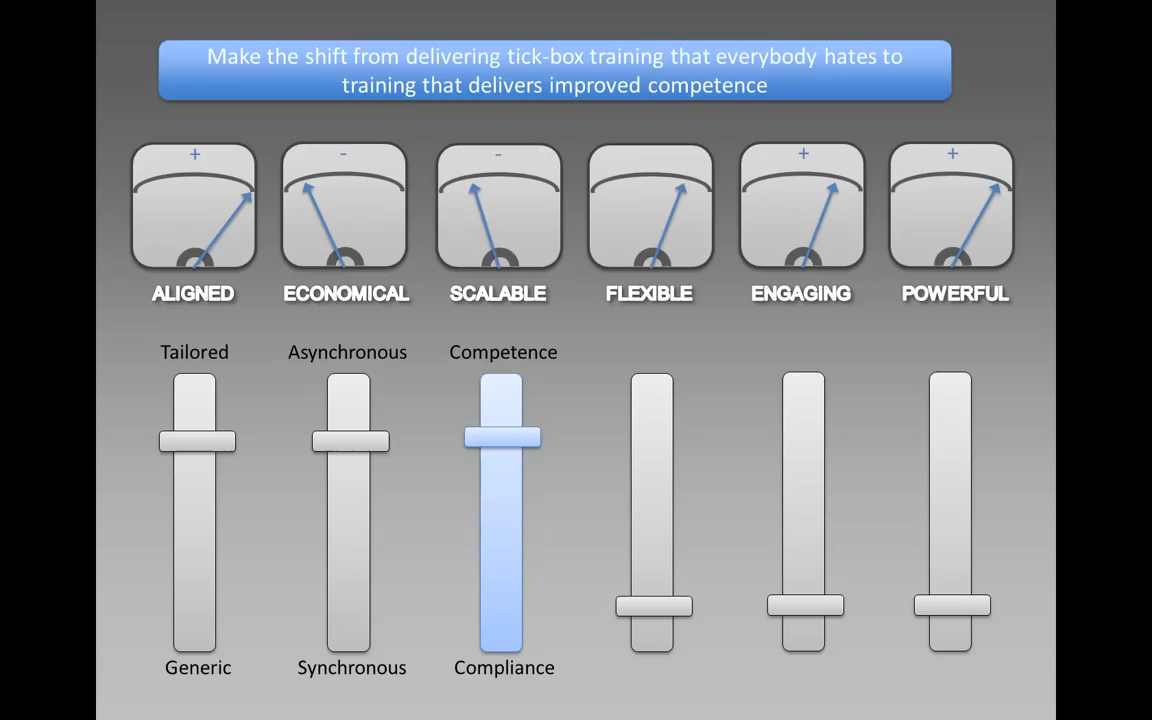 Make the shift from delivering tick-box training that everybody hates to
training that delivers improved competence
+ - - + +
ALIGNED ECONOMICAL SCALABLE FLEXIBLE ENGAGING POWERFUL
Tailored Asynchronous Competence
Generic Synchronous Compliance